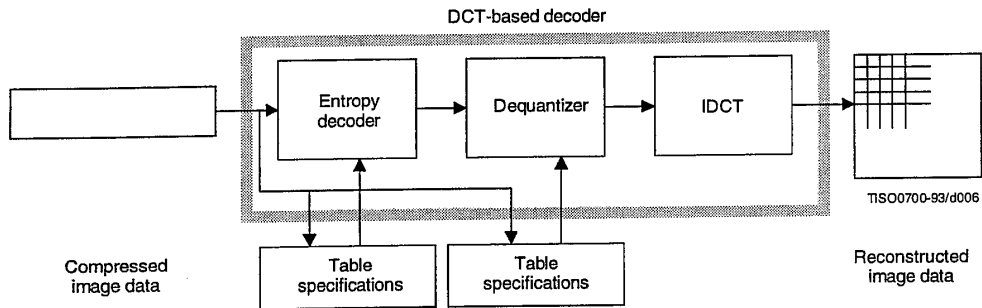 DCT-based decoder
Entropy
decoder
Dequantizer
IDCT
TISO0700-93/d006
Compressed
image data
Table
specifications
Table
specifications
Reconstructed
image data